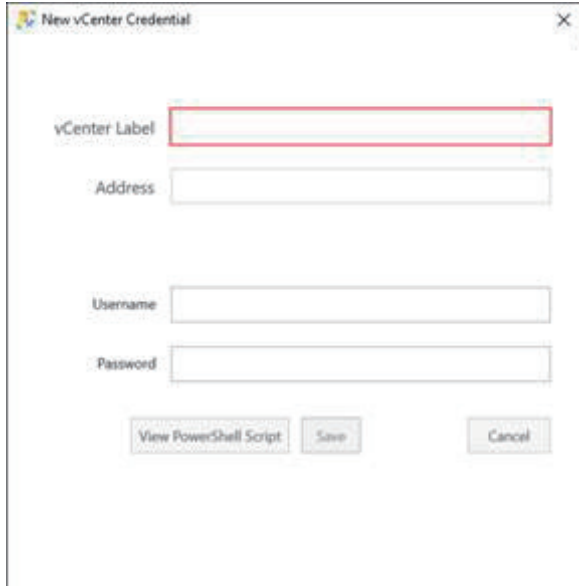 New vCenter Credential
vCenter Label
Address
Username
Password
View PowerShell Script Save Cancel